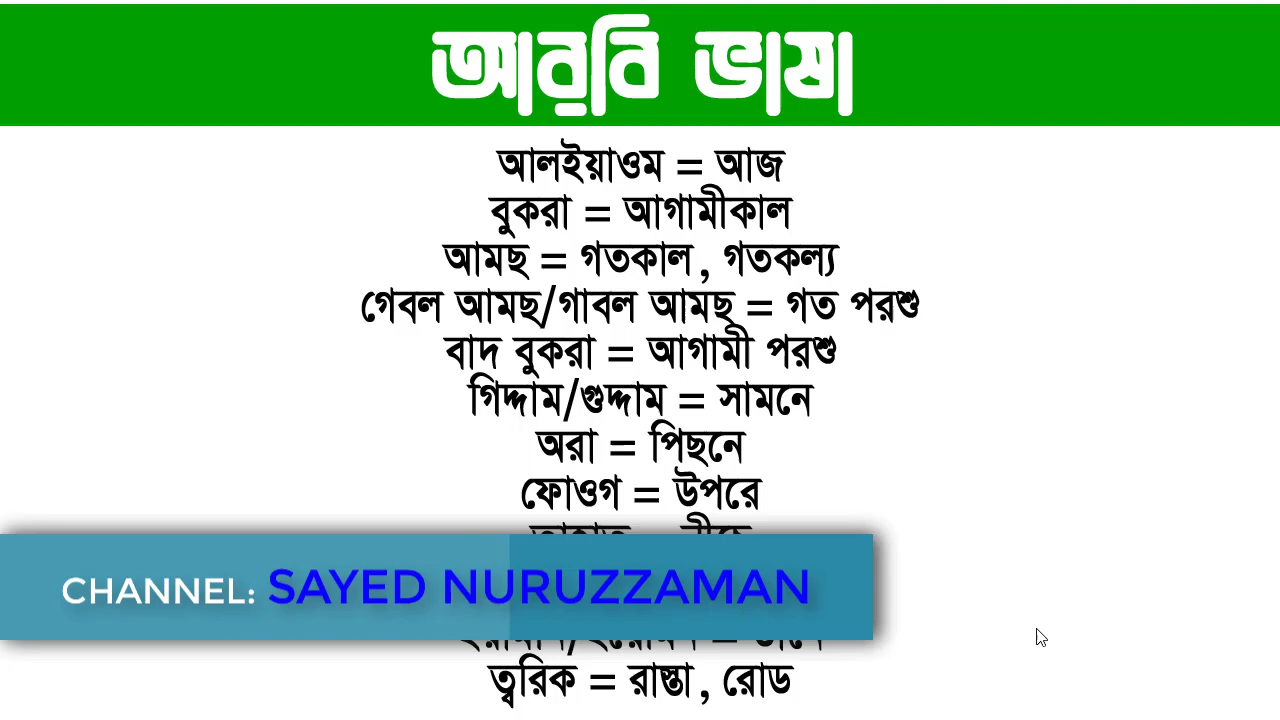 আরবি ভাষা
আলইয়াওম = আজ
বুকরা = আগামীকাল
আমছ = গতকাল, গতকল্য
গেবল আমছ/গাবল আমছ = গত পরশু
বাদ বুকরা = আগামী পরশু
গিদ্দাম/গুদ্দাম = সামনে
অরা = পিছনে
ফোওগ = উপরে
CHANNEL: SAYED NURUZZAMAN
ত্বরিক = রাস্তা, রোড